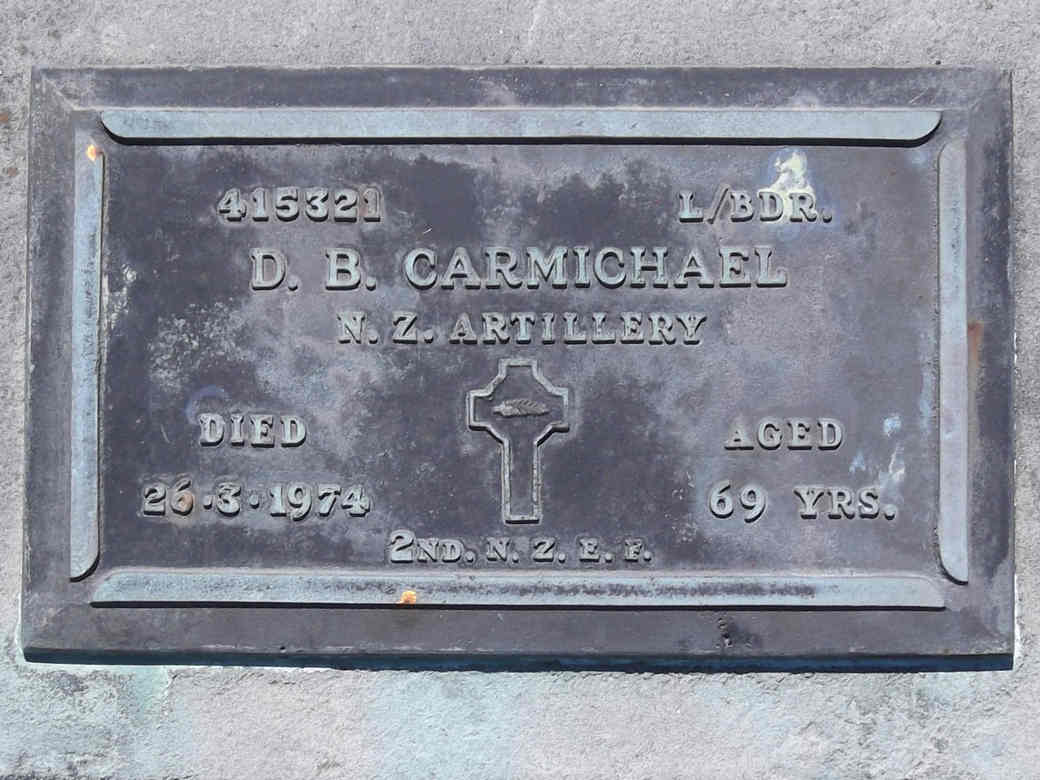 415321 L/BDR.
D. B. CARMICHAEL
N. Z. ARTILLERY
DIED AGED
26·3·1974 69 YRS.
2ND. N. Z. E. F.